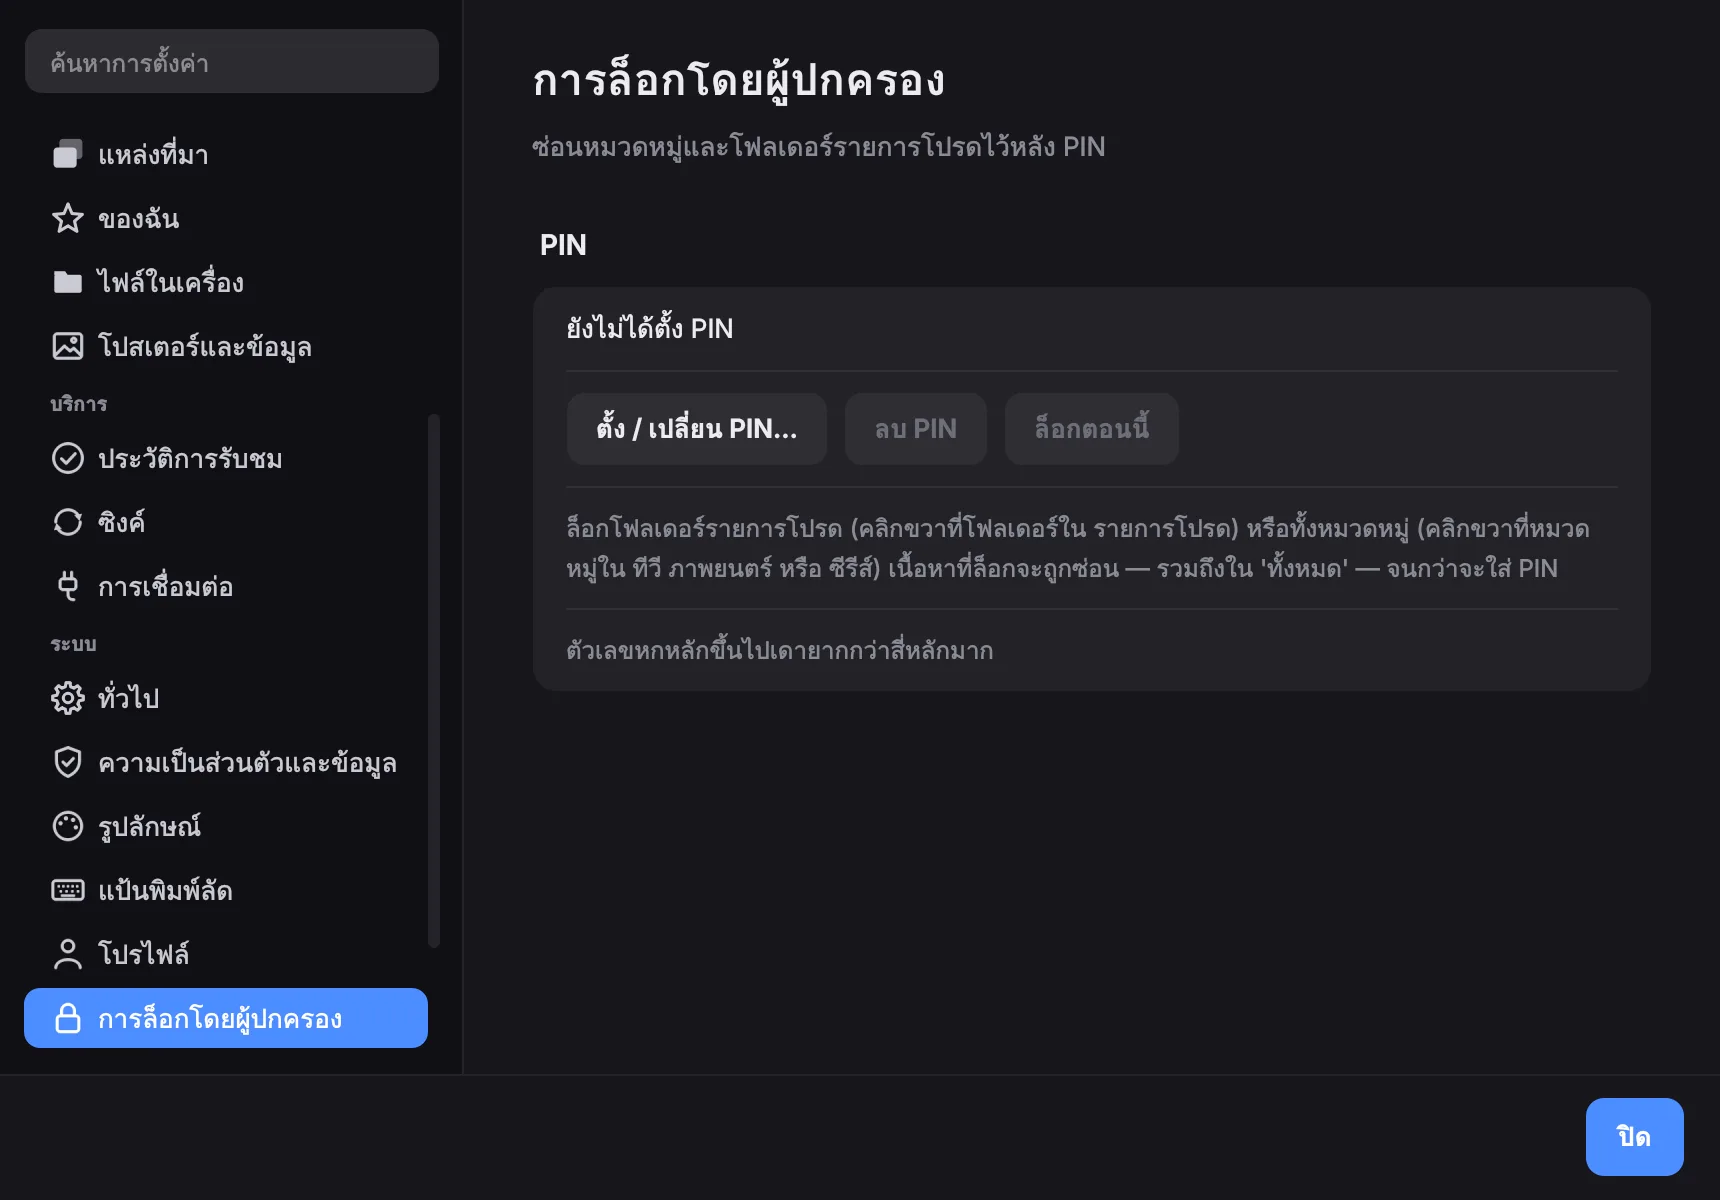 ค้นหาการตั้งค่า
แหล่งที่มา
ของฉัน
ไฟล์ในเครื่อง
โปสเตอร์และข้อมูล
บริการ
ประวัติการรับชม
ซิงค์
การเชื่อมต่อ
ระบบ
ทั่วไป
ความเป็นส่วนตัวและข้อมูล
รูปลักษณ์
แป้นพิมพ์ลัด
โปรไฟล์
การล็อกโดยผู้ปกครอง
การล็อกโดยผู้ปกครอง
ซ่อนหมวดหมู่และโฟลเดอร์รายการโปรดไว้หลัง PIN
PIN
ยังไม่ได้ตั้ง PIN
ตั้ง / เปลี่ยน PIN...
ลบ PIN
ล็อกตอนนี้
ล็อกโฟลเดอร์รายการโปรด (คลิกขวาที่โฟลเดอร์ใน รายการโปรด) หรือทั้งหมวดหมู่ (คลิกขวาที่หมวด
หมู่ใน ทีวี ภาพยนตร์ หรือ ซีรีส์) เนื้อหาที่ล็อกจะถูกซ่อน — รวมถึงใน 'ทั้งหมด' — จนกว่าจะใส่ PIN
ตัวเลขหกหลักขึ้นไปเดายากกว่าสี่หลักมาก
ปิด